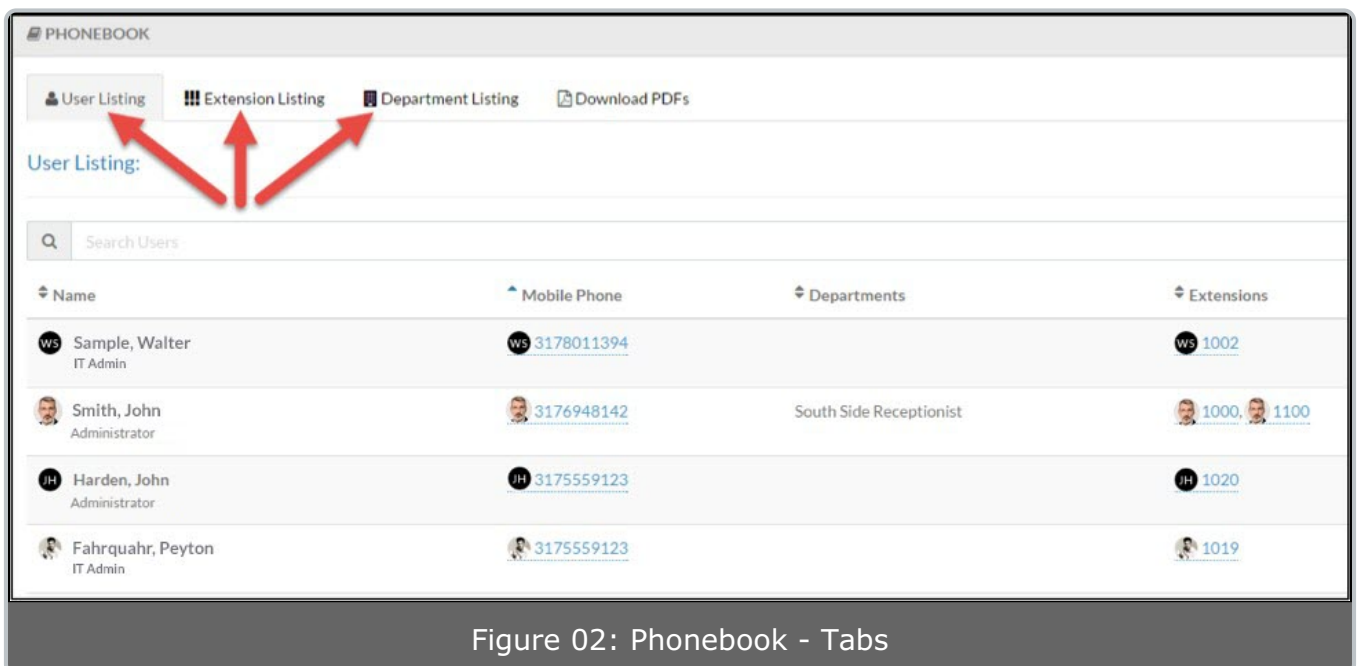 PHONEBOOK
User Listing Extension Listing Department Listing Download PDFs
User Listing:
Search Users
Name Mobile Phone Departments Extensions
WS Sample, Walter WS 3178011394 WS 1002
IT Admin
Smith, John 3176948142 South Side Receptionist 1000, 1100
Administrator
JH Harden, John JH 3175559123 JH 1020
Administrator
Fahrquahr, Peyton 3175559123 1019
IT Admin
Figure 02: Phonebook - Tabs